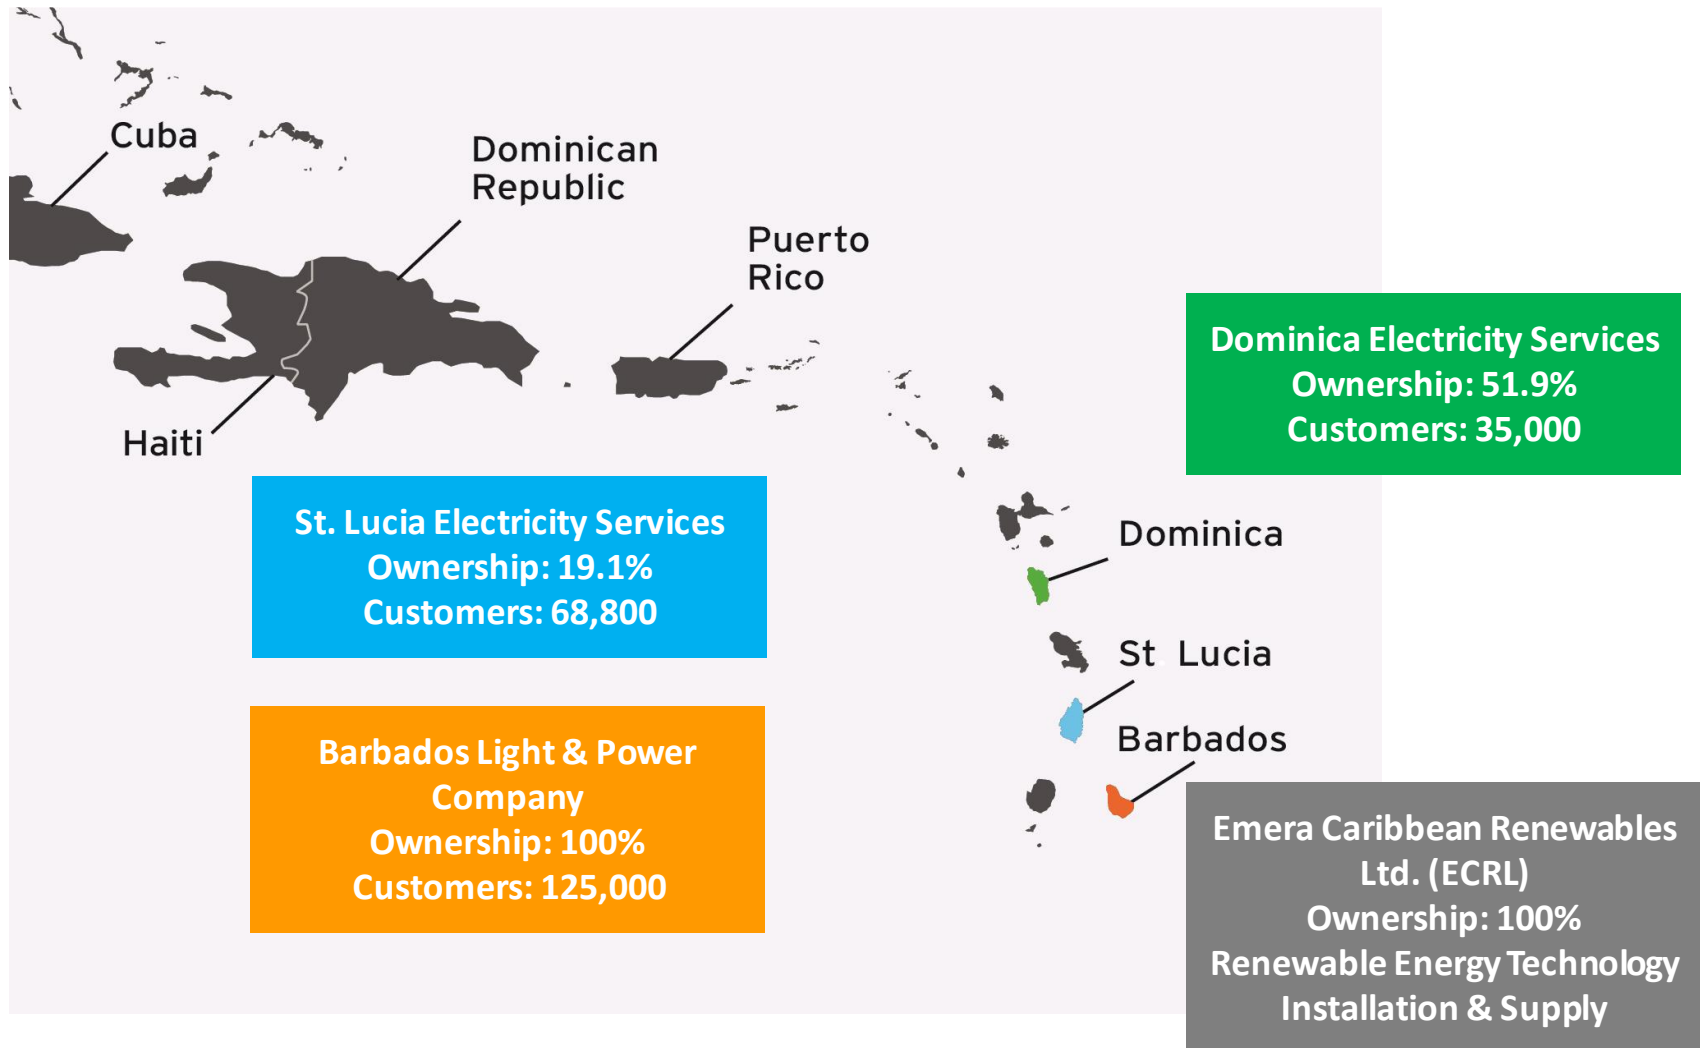 Cuba
Dominican
Republic
Puerto
Rico
Haiti
Dominica Electricity Services
Ownership: 51.9%
Customers: 35,000
St. Lucia Electricity Services
Ownership: 19.1%
Customers: 68,800
Dominica
St. Lucia
Barbados
Barbados Light & Power
Company
Ownership: 100%
Customers: 125,000
Emera Caribbean Renewables
Ltd. (ECRL)
Ownership: 100%
Renewable Energy Technology
Installation & Supply